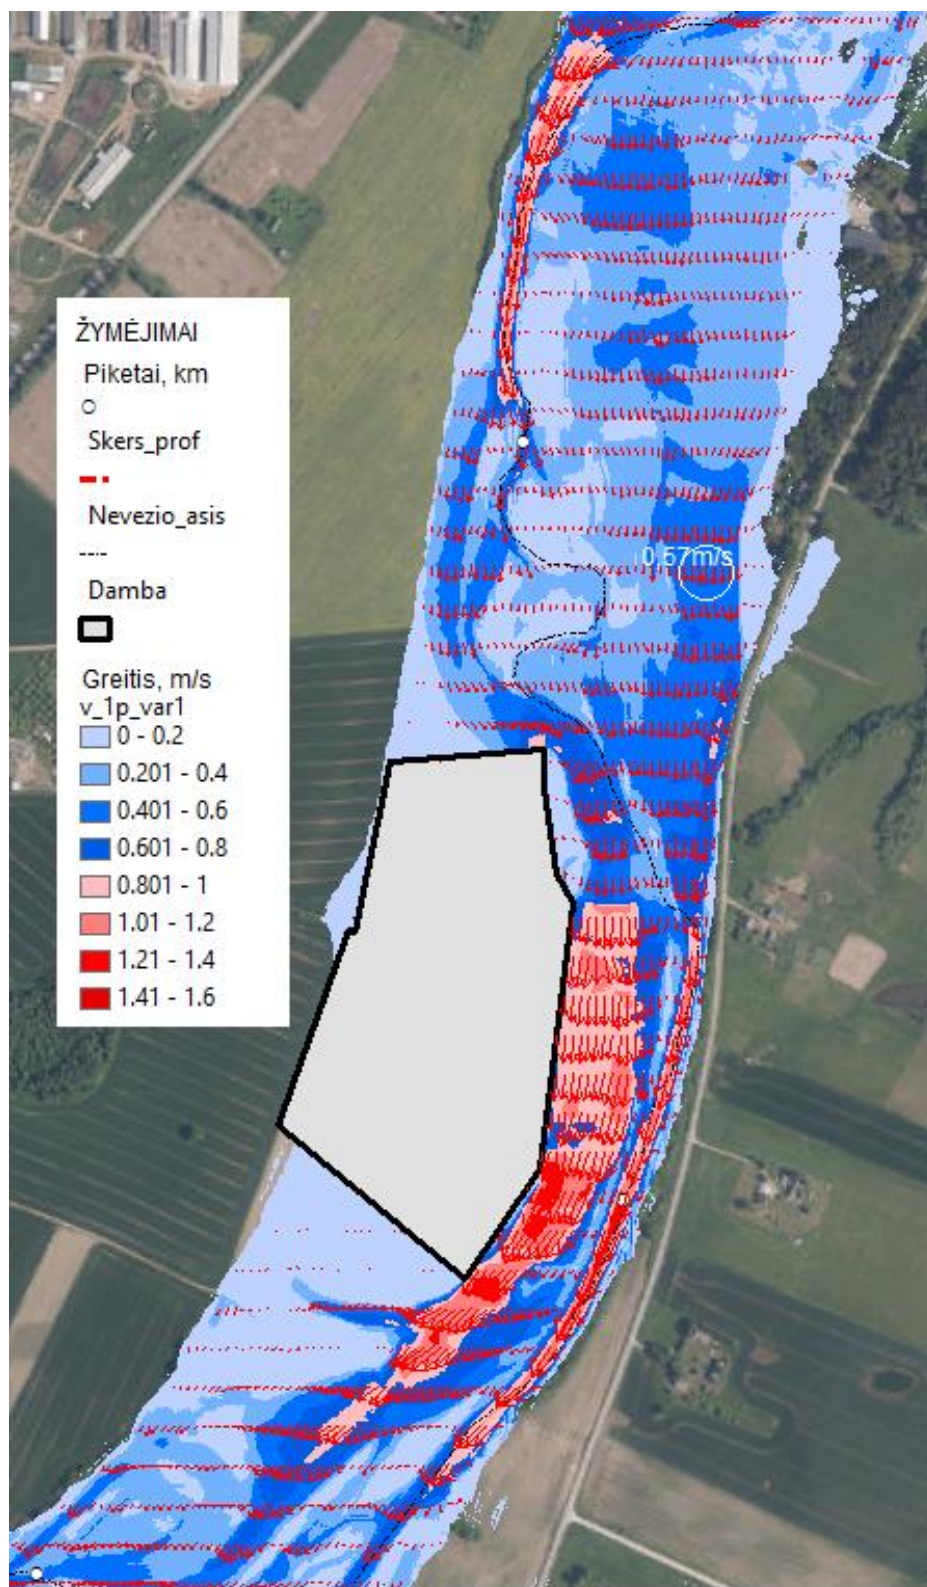 ŽYMĖJIMAI
Piketai, km
Skers_prof
Nevezio_asis
Damba
Greitis, m/s
v_1p_var1
0 - 0.2
0.201 - 0.4
0.401 - 0.6
0.601 - 0.8
0.801 - 1
1.01 - 1.2
1.21 - 1.4
1.41 - 1.6
0.57m/s